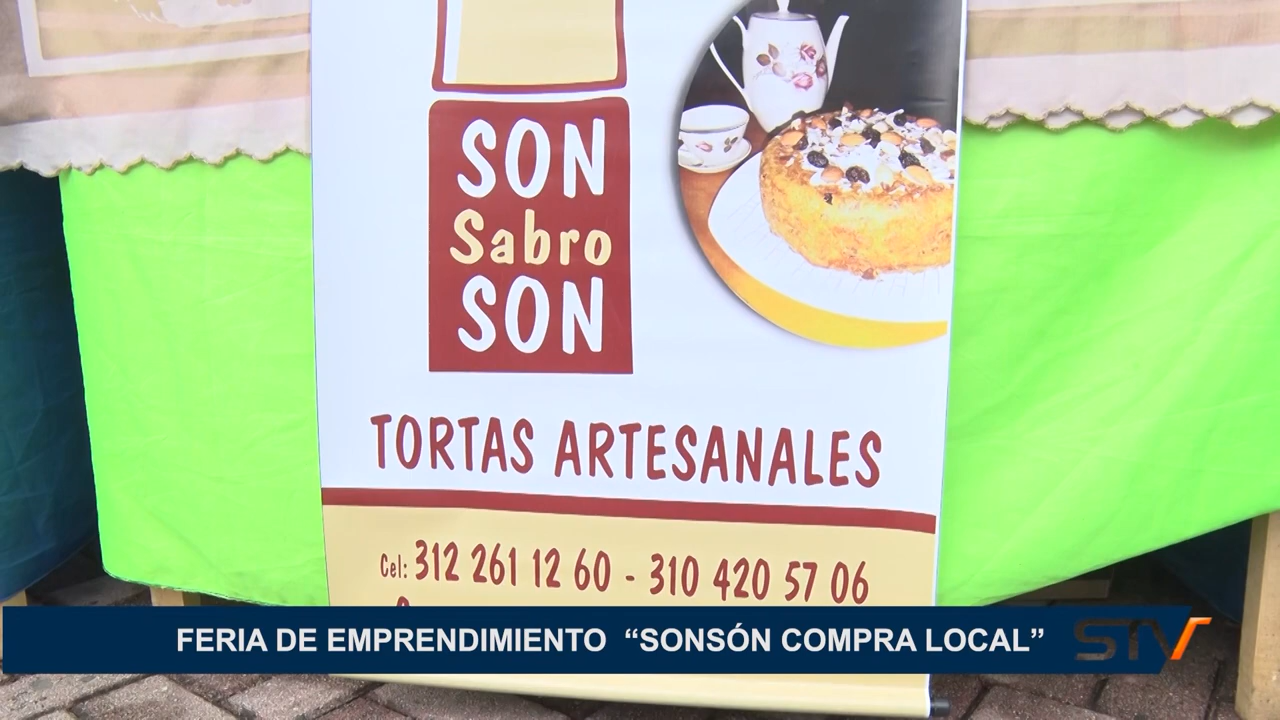 SON
Sabro
SON
TORTAS ARTESANALES
Cel: 312 261 12 60 - 310 420 57 06
FERIA DE EMPRENDIMIENTO “SONSÓN COMPRA LOCAL”
STV